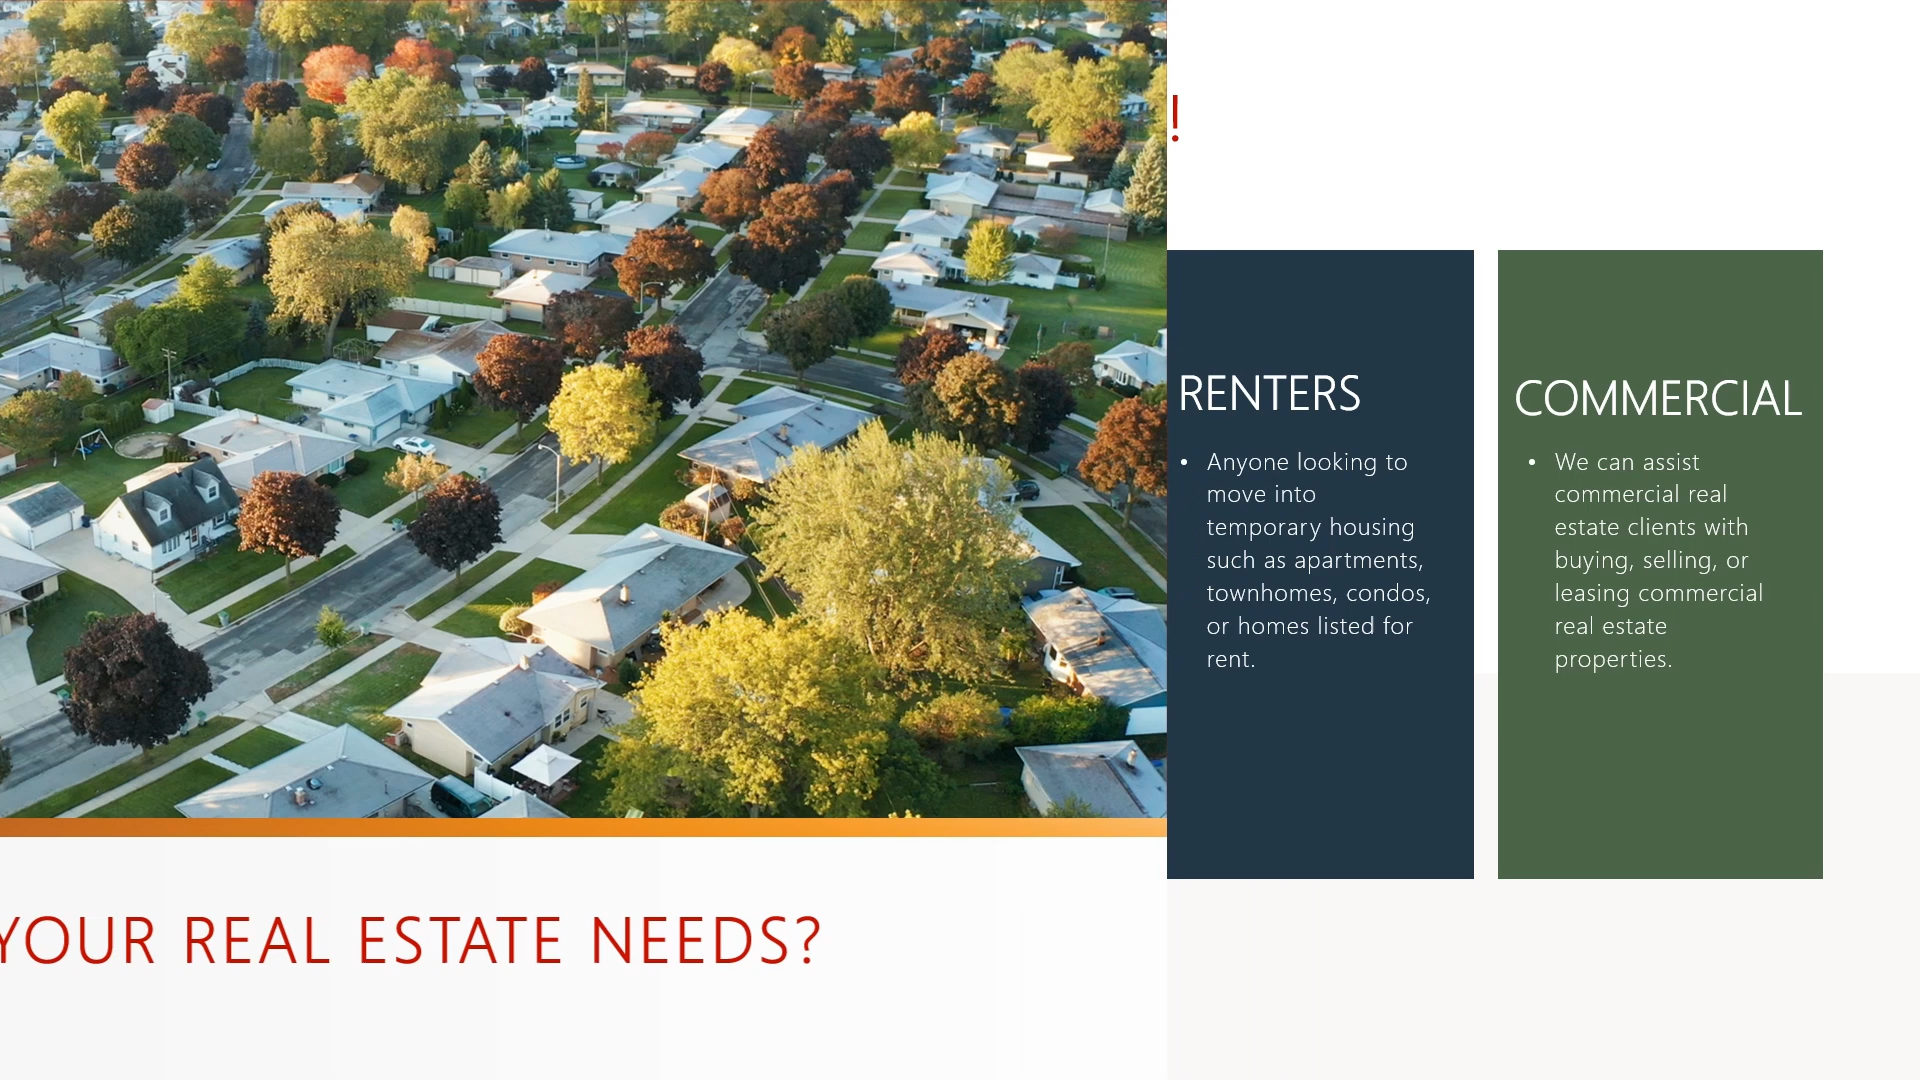 !
RENTERS
• Anyone looking to
move into
temporary housing
such as apartments,
townhomes, condos,
or homes listed for
rent.
COMMERCIAL
• We can assist
commercial real
estate clients with
buying, selling, or
leasing commercial
real estate
properties.
YOUR REAL ESTATE NEEDS?